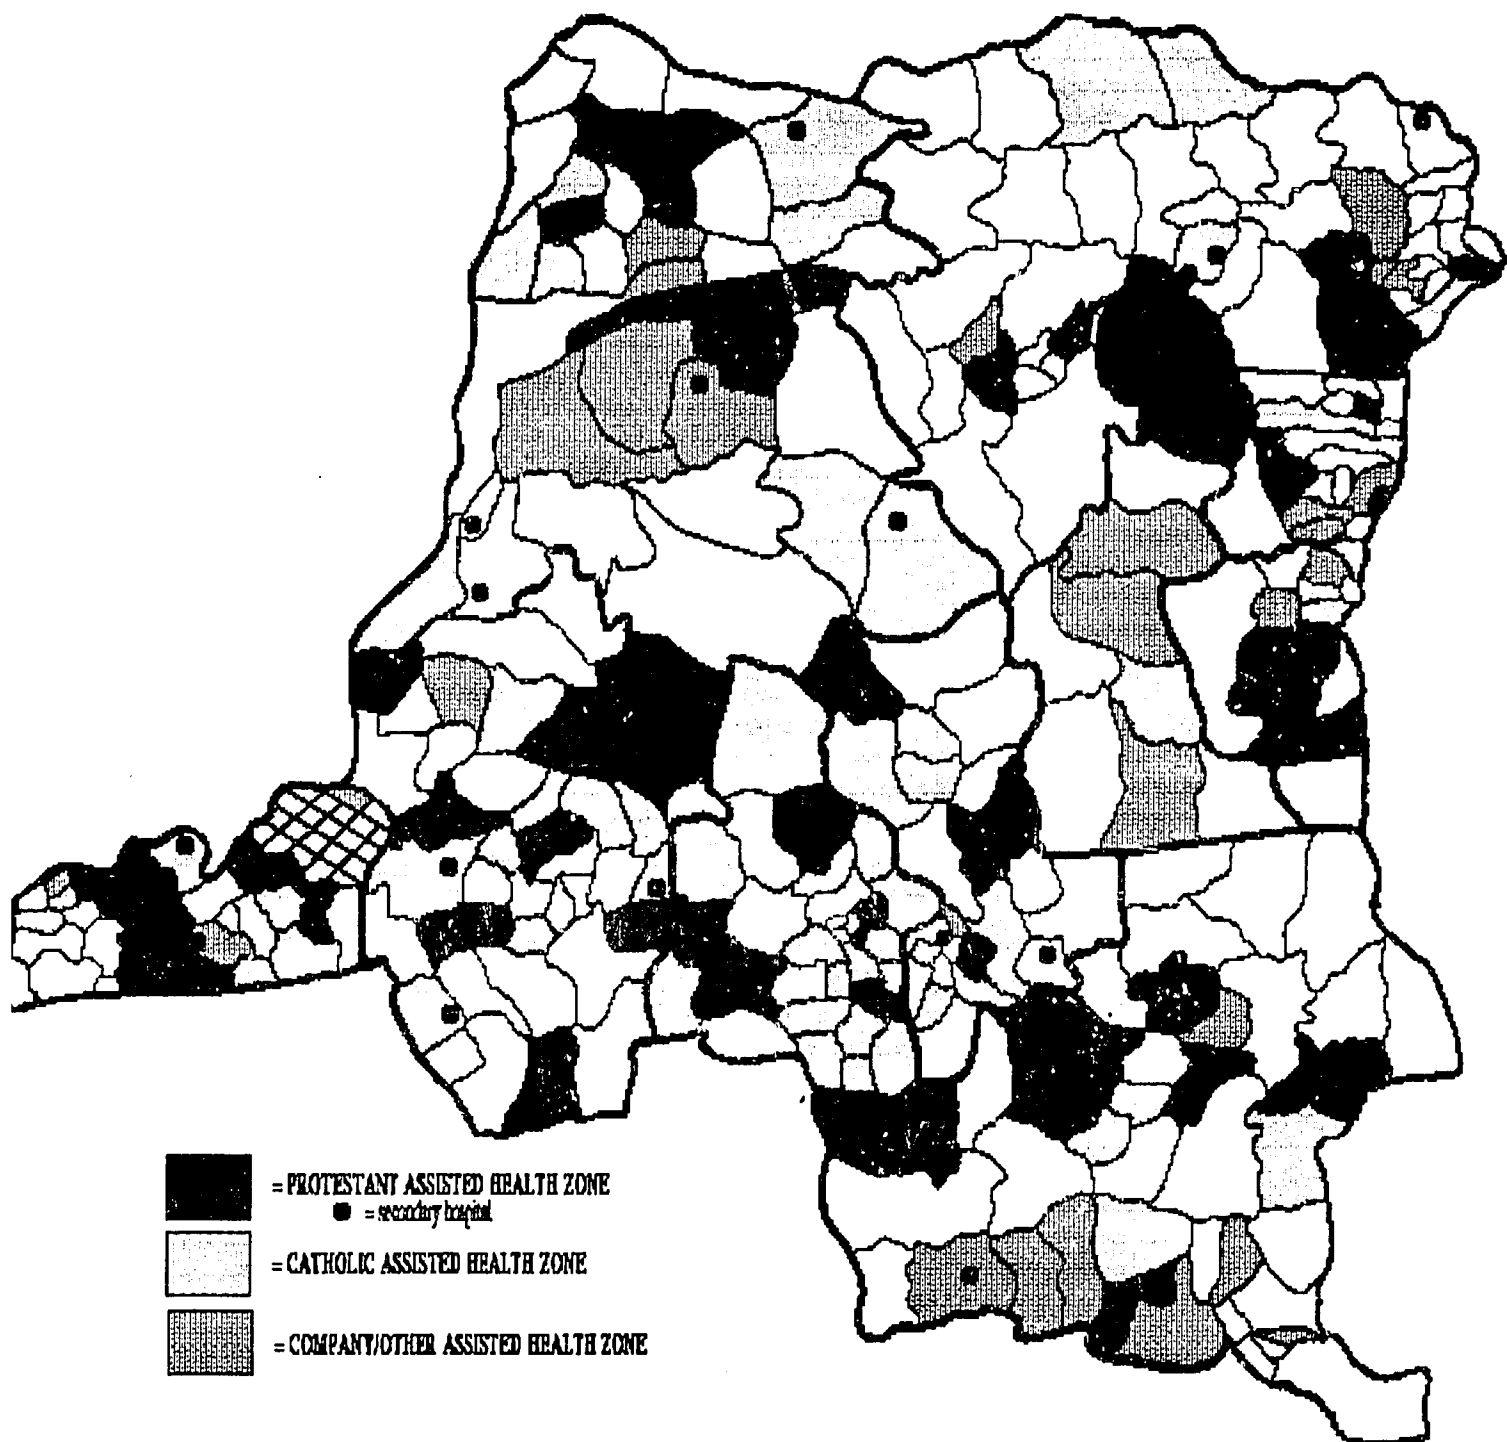 = PROTESTANT ASSISTED HEALTH ZONE
= secondary hospital
= CATHOLIC ASSISTED HEALTH ZONE
= COMPANY/OTHER ASSISTED HEALTH ZONE